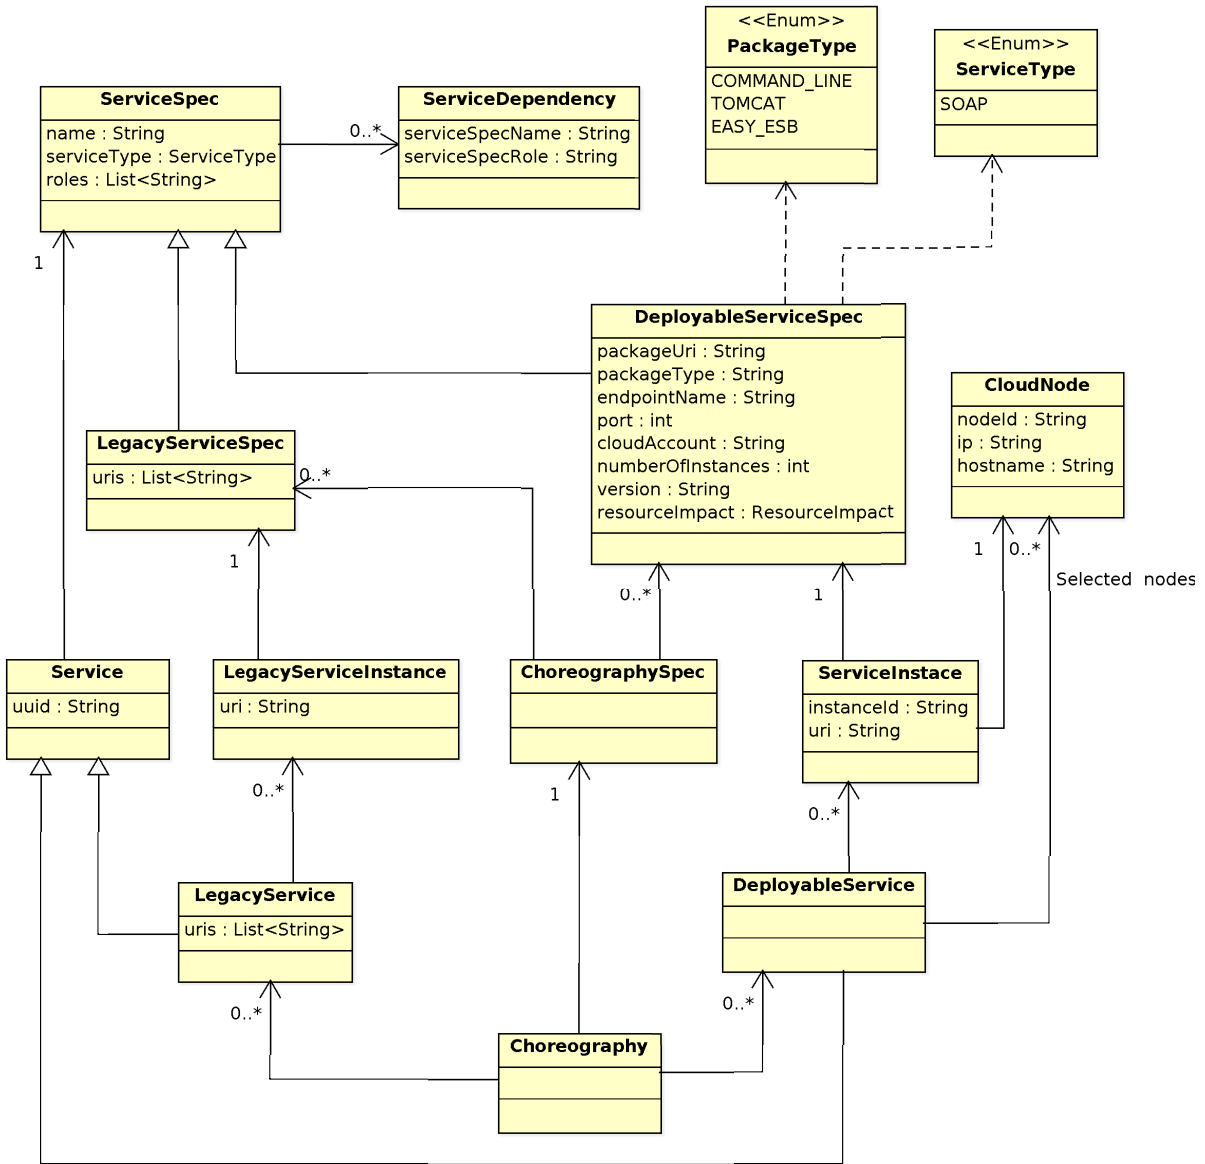 <<Enum>>
PackageType
COMMAND_LINE
TOMCAT
EASY_ESB
<<Enum>>
ServiceType
SOAP
ServiceSpec
name : String
serviceType : ServiceType
roles : List<String>
0..*
ServiceDependency
serviceSpecName : String
serviceSpecRole : String
1
DeployableServiceSpec
packageUri : String
packageType : String
endpointName : String
port : int
cloudAccount : String
numberOfInstances : int
version : String
resourceImpact : ResourceImpact
CloudNode
nodeId : String
ip : String
hostname : String
LegacyServiceSpec
uris : List<String>
0..*
1
0..*
1
1
0..*
Selected nodes
Service
uuid : String
LegacyServiceInstance
uri : String
ChoreographySpec
ServiceInstace
instanceId : String
uri : String
0..*
1
0..*
LegacyService
uris : List<String>
DeployableService
0..*
0..*
Choreography